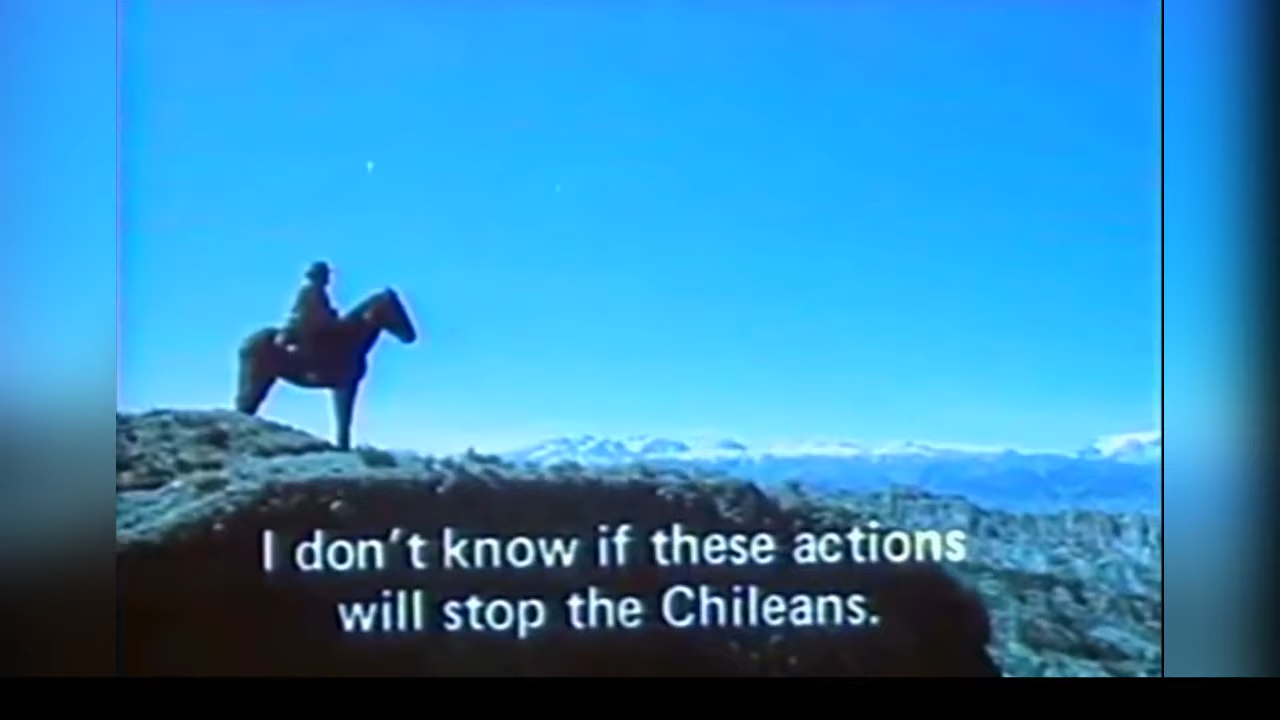 I don't know if these actions
will stop the Chileans.